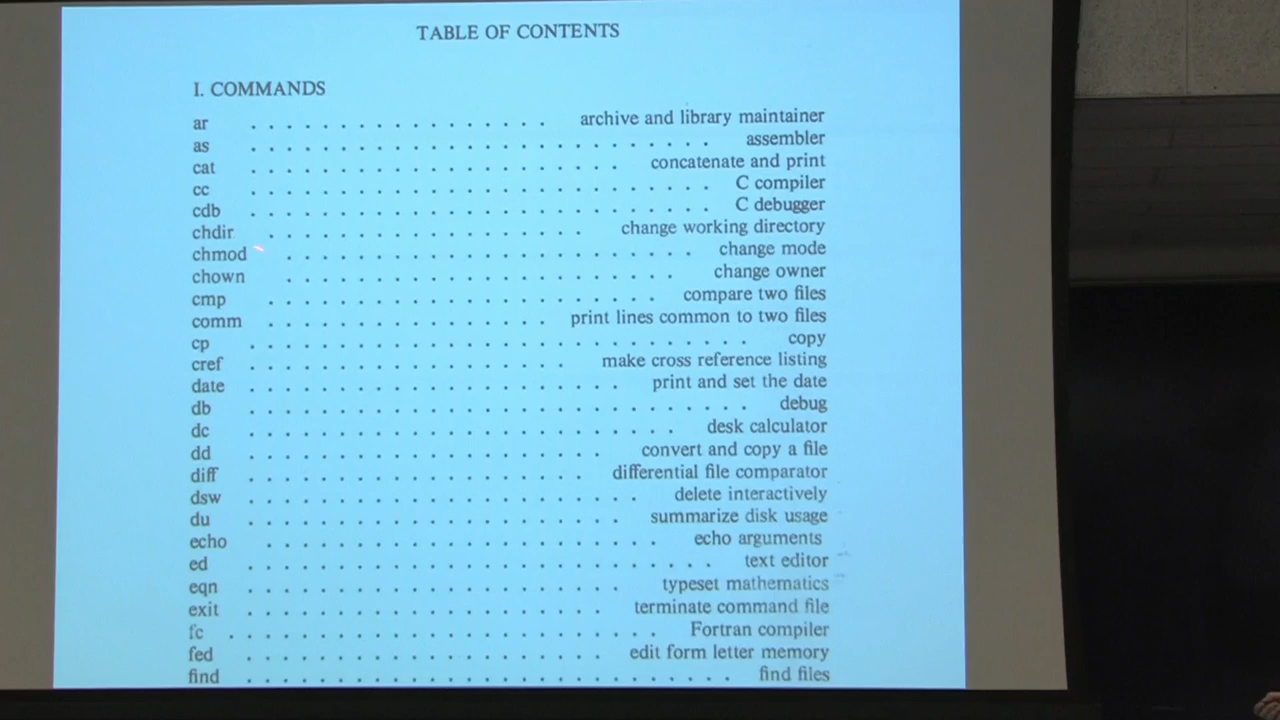 TABLE OF CONTENTS
I. COMMANDS
ar . . . . . . . . . . . . . . . . . archive and library maintainer
as . . . . . . . . . . . . . . . . . . . . . . . . . . assembler
cat . . . . . . . . . . . . . . . . . . . . . concatenate and print
cc . . . . . . . . . . . . . . . . . . . . . . . . . . C compiler
cdb . . . . . . . . . . . . . . . . . . . . . . . . . . C debugger
chdir . . . . . . . . . . . . . . . . . . change working directory
chmod . . . . . . . . . . . . . . . . . . . . . . . change mode
chown . . . . . . . . . . . . . . . . . . . . . . change owner
cmp . . . . . . . . . . . . . . . . . . . . . . compare two files
comm . . . . . . . . . . . . . . . . print lines common to two files
cp . . . . . . . . . . . . . . . . . . . . . . . . . . . . copy
cref . . . . . . . . . . . . . . . . . . make cross reference listing
date . . . . . . . . . . . . . . . . . . . . . print and set the date
db . . . . . . . . . . . . . . . . . . . . . . . . . . . . debug
dc . . . . . . . . . . . . . . . . . . . . . . . . desk calculator
dd . . . . . . . . . . . . . . . . . . . . convert and copy a file
diff . . . . . . . . . . . . . . . . . . . differential file comparator
dsw . . . . . . . . . . . . . . . . . . . . . . delete interactively
du . . . . . . . . . . . . . . . . . . . . . summarize disk usage
echo . . . . . . . . . . . . . . . . . . . . . . echo arguments
ed . . . . . . . . . . . . . . . . . . . . . . . . . . text editor
eqn . . . . . . . . . . . . . . . . . . . . . typeset mathematics
exit . . . . . . . . . . . . . . . . . . . . terminate command file
fc . . . . . . . . . . . . . . . . . . . . . . . . Fortran compiler
fed . . . . . . . . . . . . . . . . . . . . edit form letter memory
find . . . . . . . . . . . . . . . . . . . . . . . . . . . find files